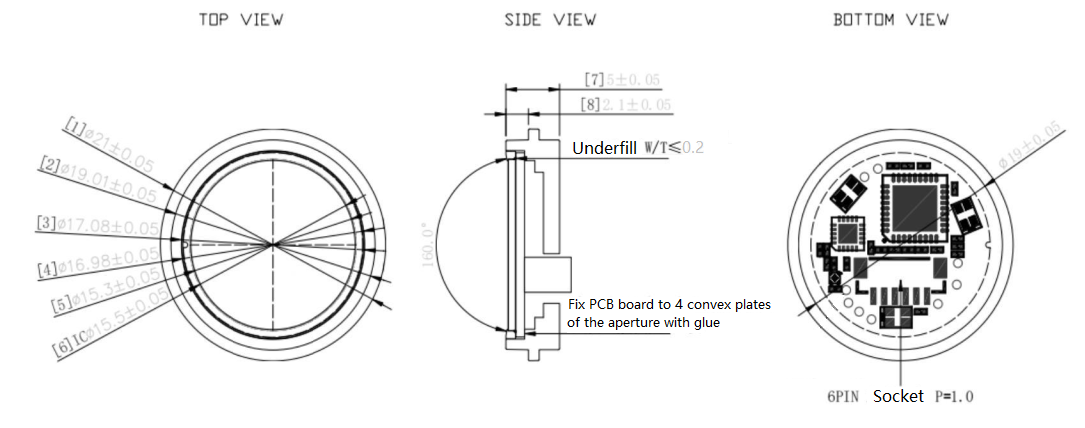 TOP VIEW
SIDE VIEW
BOTTOM VIEW
[1]⌀21±0.05
[2]⌀19.01±0.05
[3]⌀17.08±0.05
[4]⌀16.98±0.05
[5]⌀15.3±0.05
[6]IC⌀15.5±0.05
[7]5±0.05
[8]2.1±0.05
Underfill W/T≤0.2
160.0°
Fix PCB board to 4 convex plates
of the aperture with glue
⌀19±0.05
6PIN Socket P=1.0